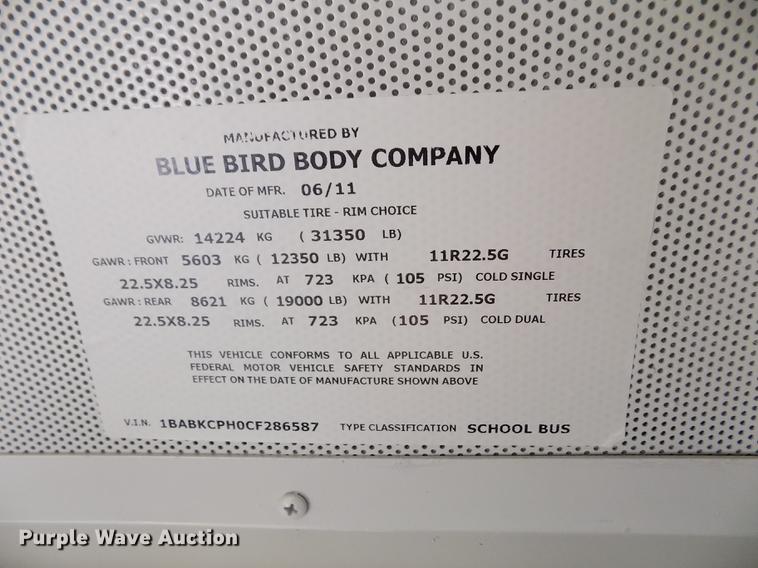 MANUFACTURED BY
BLUE BIRD BODY COMPANY
DATE OF MFR. 06/11
SUITABLE TIRE - RIM CHOICE
GVWR: 14224 KG ( 31350 LB)
GAWR : FRONT 5603 KG ( 12350 LB) WITH 11R22.5G TIRES
22.5X8.25 RIMS. AT 723 KPA ( 105 PSI) COLD SINGLE
GAWR : REAR 8621 KG ( 19000 LB) WITH 11R22.5G TIRES
22.5X8.25 RIMS. AT 723 KPA (105 PSI) COLD DUAL
THIS VEHICLE CONFORMS TO ALL APPLICABLE U.S.
FEDERAL MOTOR VEHICLE SAFETY STANDARDS IN
EFFECT ON THE DATE OF MANUFACTURE SHOWN ABOVE
V.I.N. 1BABKCPH0CF286587 TYPE CLASSIFICATION SCHOOL BUS
Purple Wave Auction